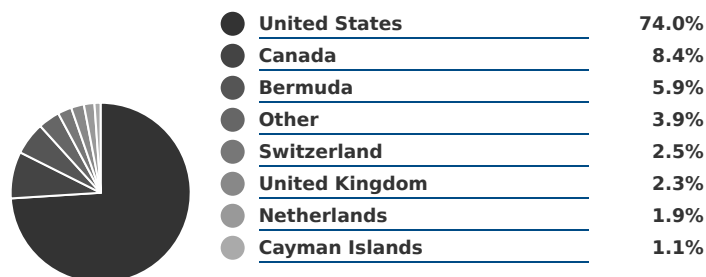 United States 74.0%
Canada 8.4%
Bermuda 5.9%
Other 3.9%
Switzerland 2.5%
United Kingdom 2.3%
Netherlands 1.9%
Cayman Islands 1.1%